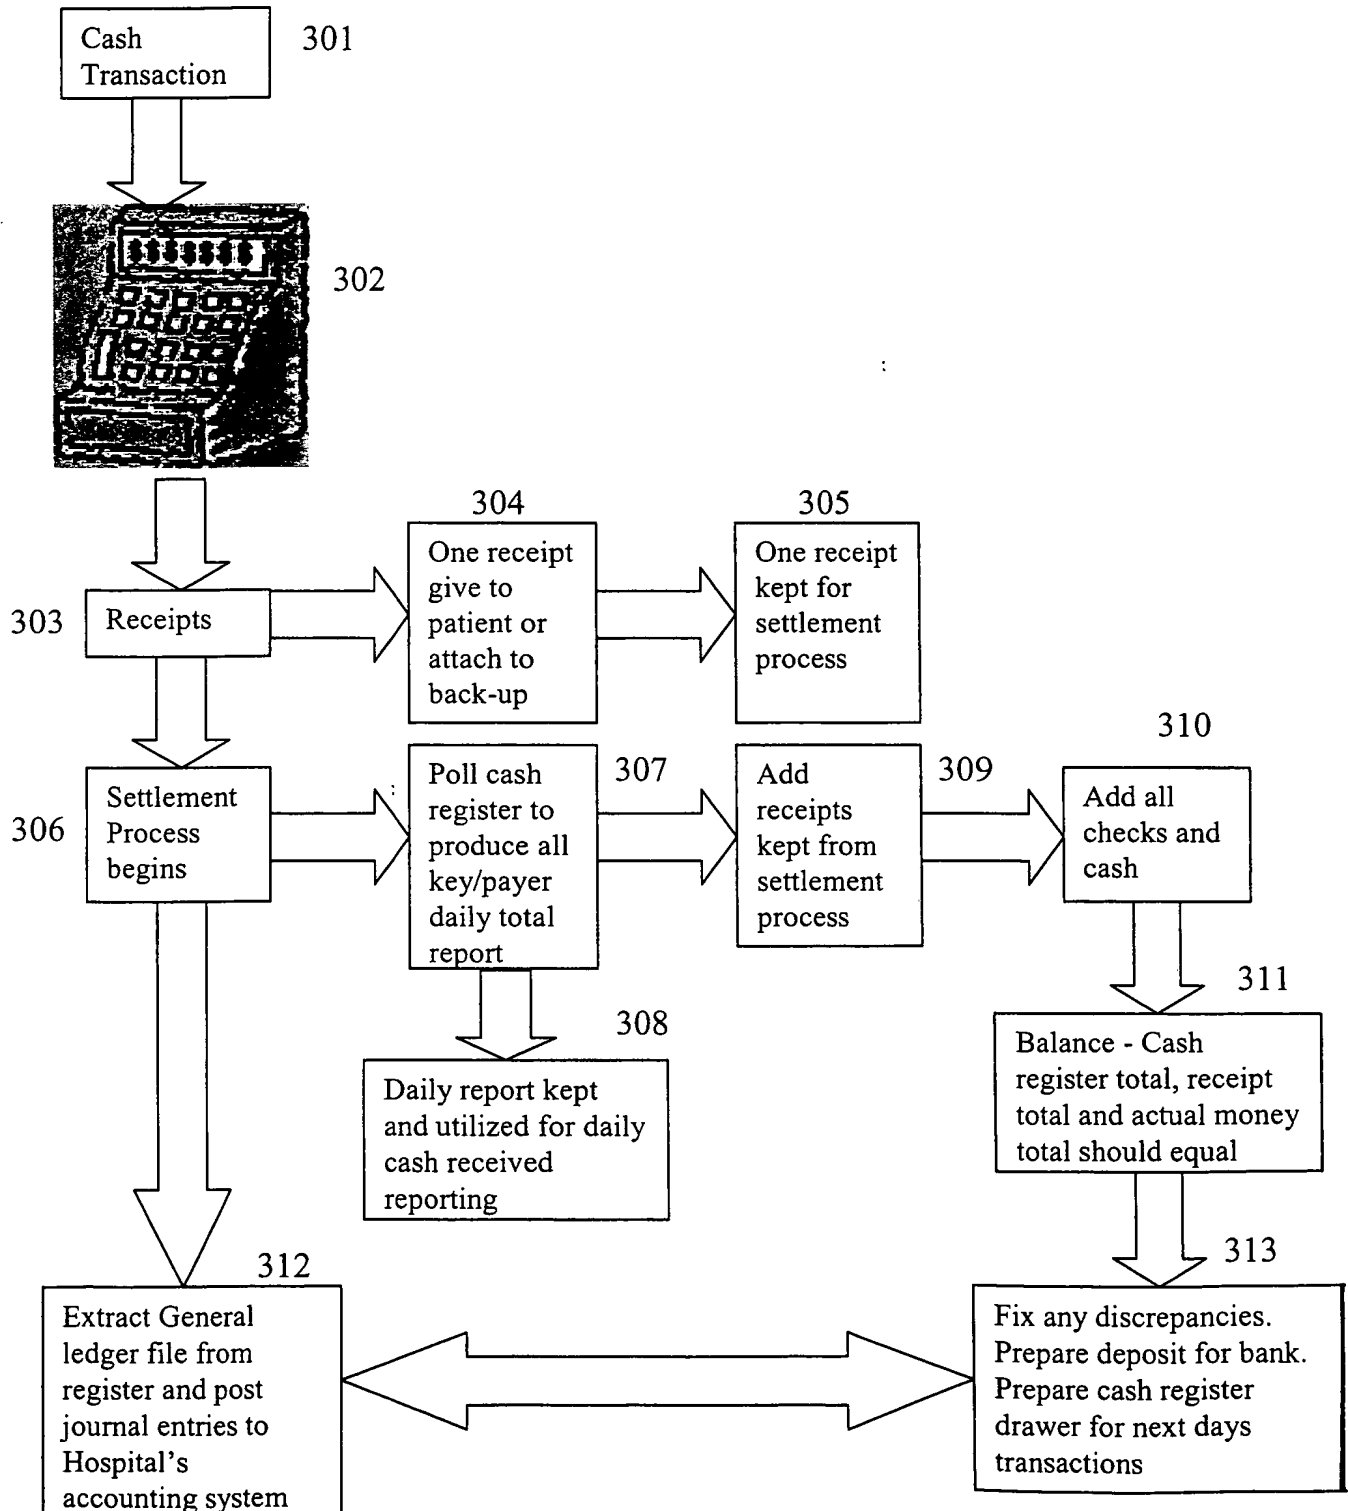 Cash
Transaction
301
$$$$$$$
302
304
305
303
Receipts
One receipt
give to
patient or
attach to
back-up
One receipt
kept for
settlement
process
306
Settlement
Process
begins
Poll cash
register to
produce all
key/payer
daily total
report
307
Add
receipts
kept from
settlement
process
309
310
Add all
checks and
cash
308
Daily report kept
and utilized for daily
cash received
reporting
311
Balance - Cash
register total, receipt
total and actual money
total should equal
312
Extract General
ledger file from
register and post
journal entries to
Hospital's
accounting system
313
Fix any discrepancies.
Prepare deposit for bank.
Prepare cash register
drawer for next days
transactions